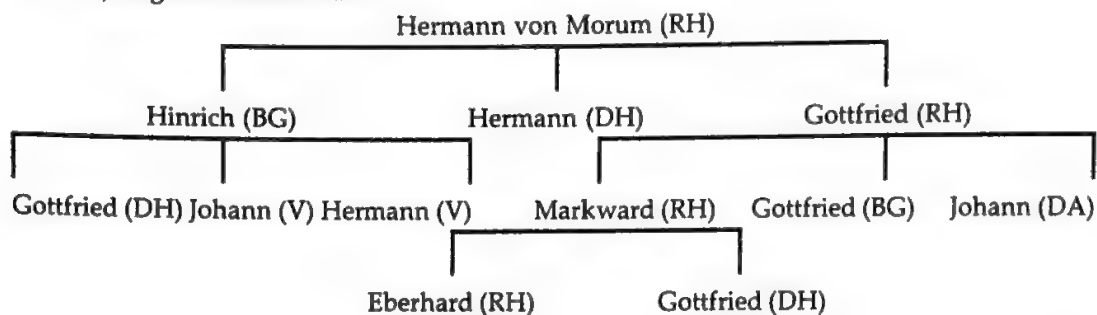 Hermann von Morum (RH)
Hinrich (BG) Hermann (DH) Gottfried (RH)
Gottfried (DH) Johann (V) Hermann (V) Markward (RH) Gottfried (BG) Johann (DA)
Eberhard (RH) Gottfried (DH)